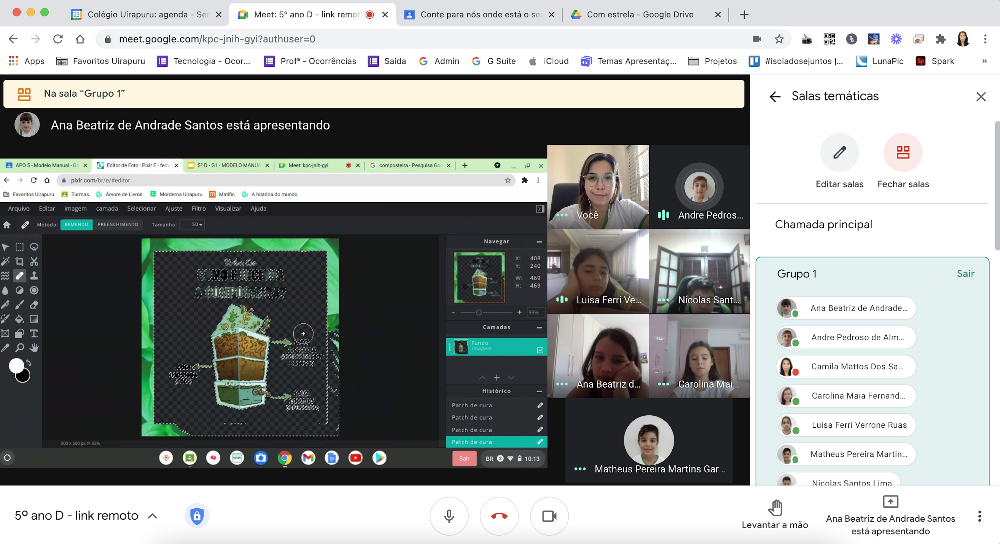 Colégio Uirapuru: agenda - Ser
Meet: 5º ano D - link remot
Conte para nós onde está o seu
Com estrela - Google Drive
meet.google.com/kpc-jnih-gyi?authuser=0
Apps
Favoritos Uirapuru
Tecnologia - Ocor...
Profª - Ocorrências
Saída
Admin
G Suite
iCloud
Temas Apresentaç...
Projetos
#isoladosejuntos |...
LunaPic
Sp
Spark
»
Na sala “Grupo 1”
Ana Beatriz de Andrade Santos está apresentando
APO 5 - Modelo Manual - Go
Editor de Foto : Pixlr E - ferra
5º D - G1 - MODELO MANUA
Meet: kpc-jnih-gyi
composteira - Pesquisa Goo
pixlr.com/br/e/#editor
Favoritos Uirapuru
Turmas
Árvore de Livros
Morderna Uirapuru
Matific
A história do mundo
Arquivo Editar imagem camada Selecionar Ajuste Filtro Visualizar Ajuda
Método: REMENDO PREENCHIMENTO Tamanho: 50
COMO FUNCIONA
A COMPOSTEIRA?
Navegar
X: 408
Y: 240
W: 469
H: 469
93%
Camadas
Fundo
Imagem
Histórico
Patch de cura
Patch de cura
Patch de cura
Patch de cura
500 x 500 px @ 93%
Sair
BR 2 10:13
Você
Andre Pedros...
Luisa Ferri Ve...
Nicolas Sant...
Ana Beatriz d...
Carolina Mai...
Matheus Pereira Martins Gar...
Salas temáticas
Editar salas
Fechar salas
Chamada principal
Grupo 1
Sair
Ana Beatriz de Andrade...
Andre Pedroso de Alm...
Camila Mattos Dos Sa...
Carolina Maia Fernand...
Luisa Ferri Verrone Ruas
Matheus Pereira Martin...
Nicolas Santos Lima
5º ano D - link remoto
Levantar a mão
Ana Beatriz de Andrade Santos
está apresentando